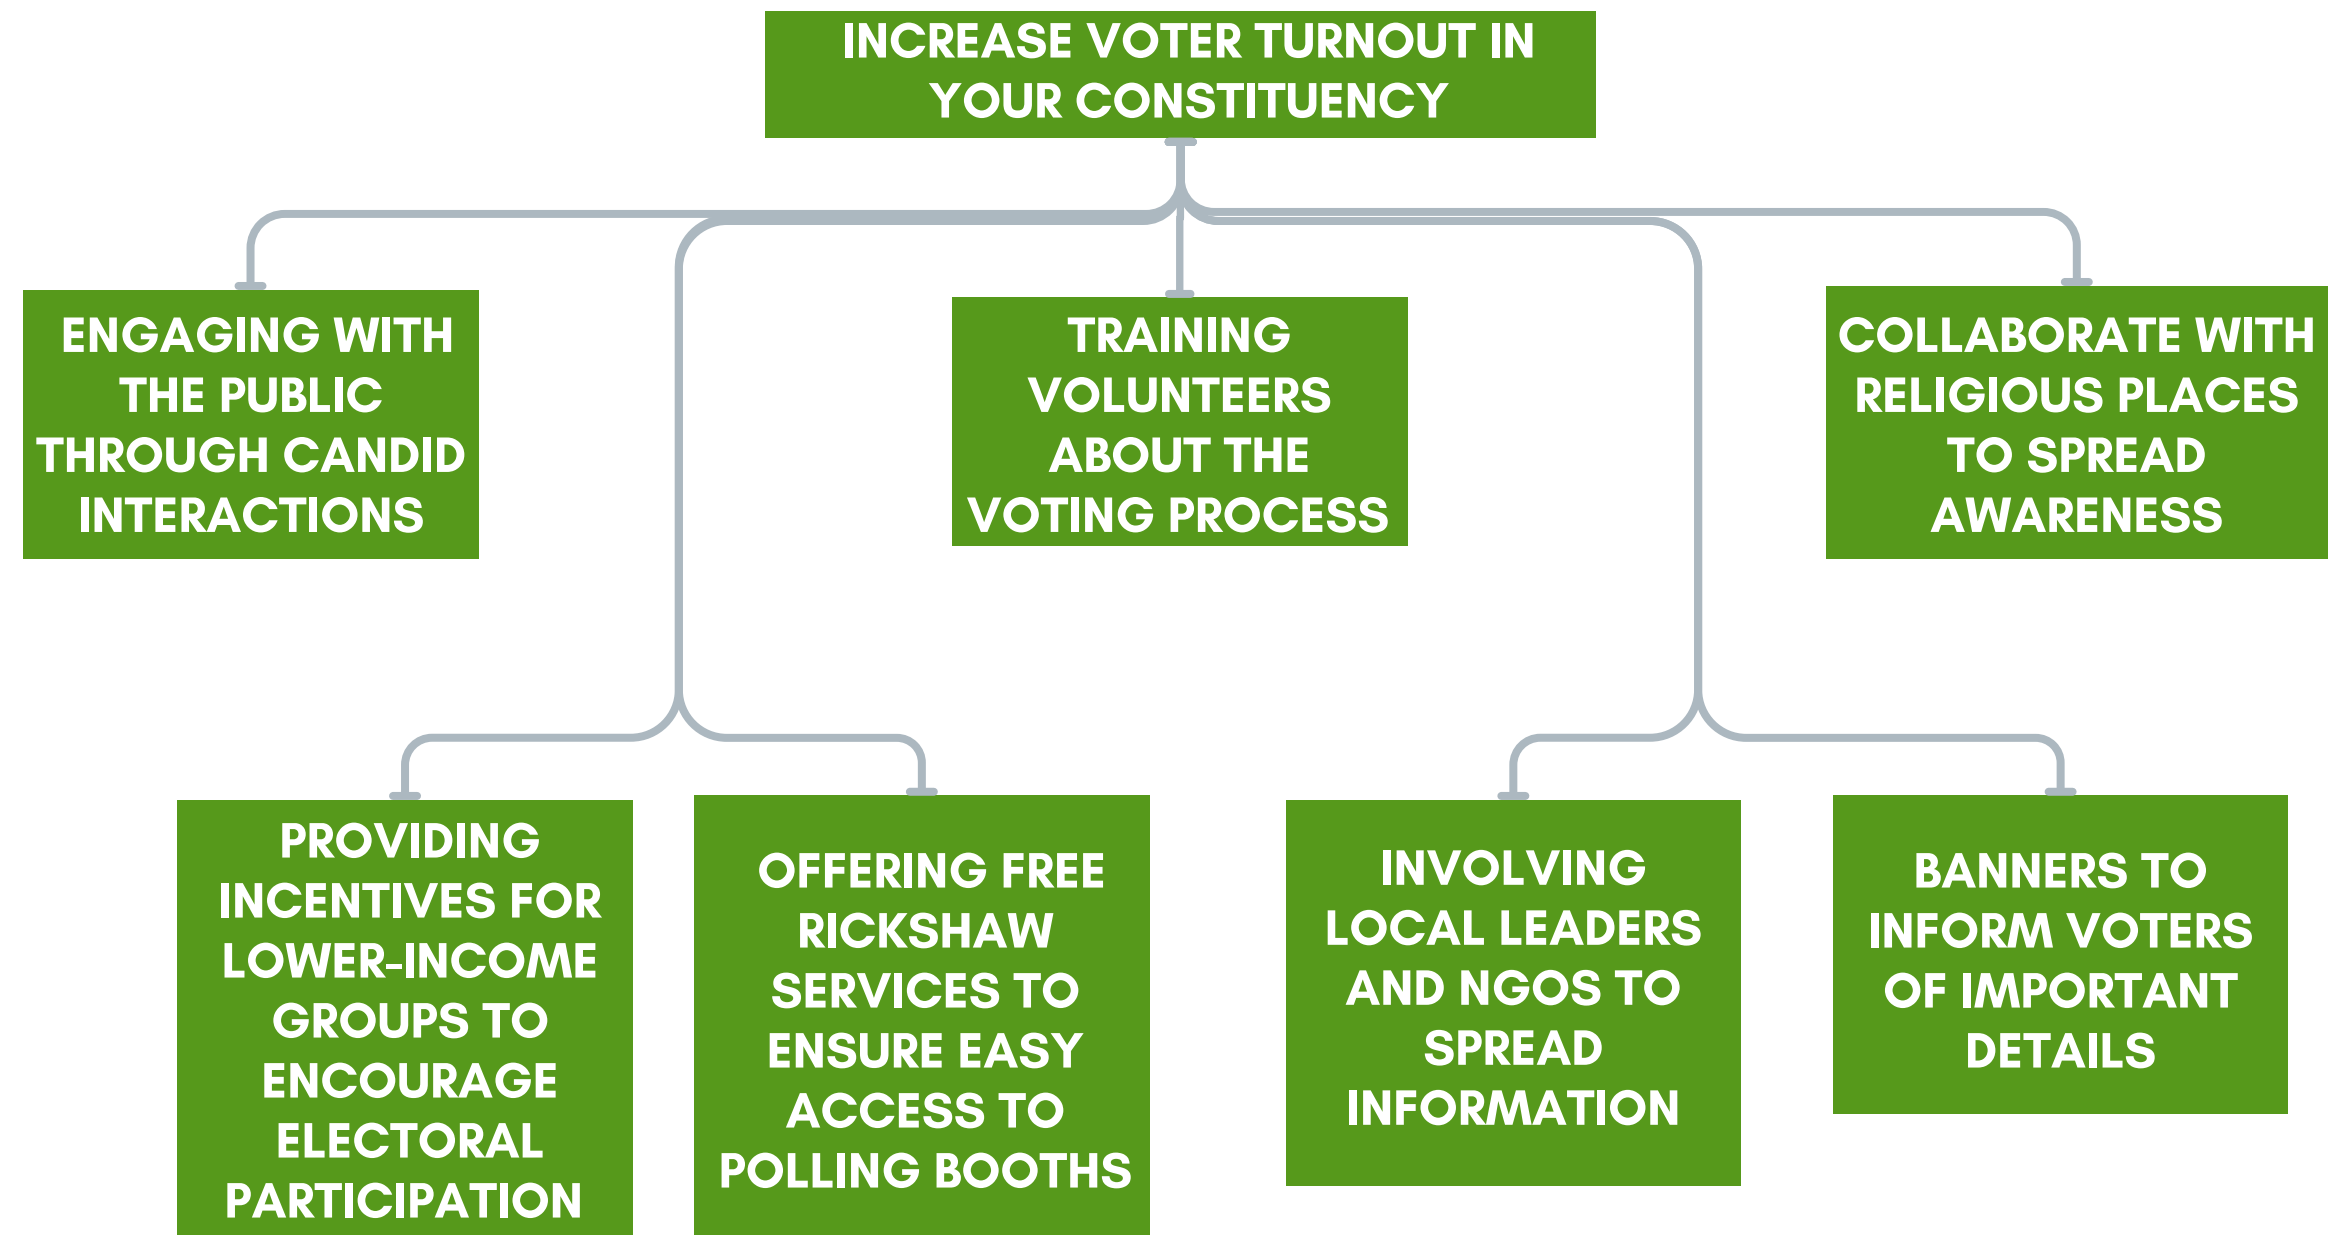 INCREASE VOTER TURNOUT IN
YOUR CONSTITUENCY
ENGAGING WITH
THE PUBLIC
THROUGH CANDID
INTERACTIONS
TRAINING
VOLUNTEERS
ABOUT THE
VOTING PROCESS
COLLABORATE WITH
RELIGIOUS PLACES
TO SPREAD
AWARENESS
PROVIDING
INCENTIVES FOR
LOWER-INCOME
GROUPS TO
ENCOURAGE
ELECTORAL
PARTICIPATION
OFFERING FREE
RICKSHAW
SERVICES TO
ENSURE EASY
ACCESS TO
POLLING BOOTHS
INVOLVING
LOCAL LEADERS
AND NGOS TO
SPREAD
INFORMATION
BANNERS TO
INFORM VOTERS
OF IMPORTANT
DETAILS